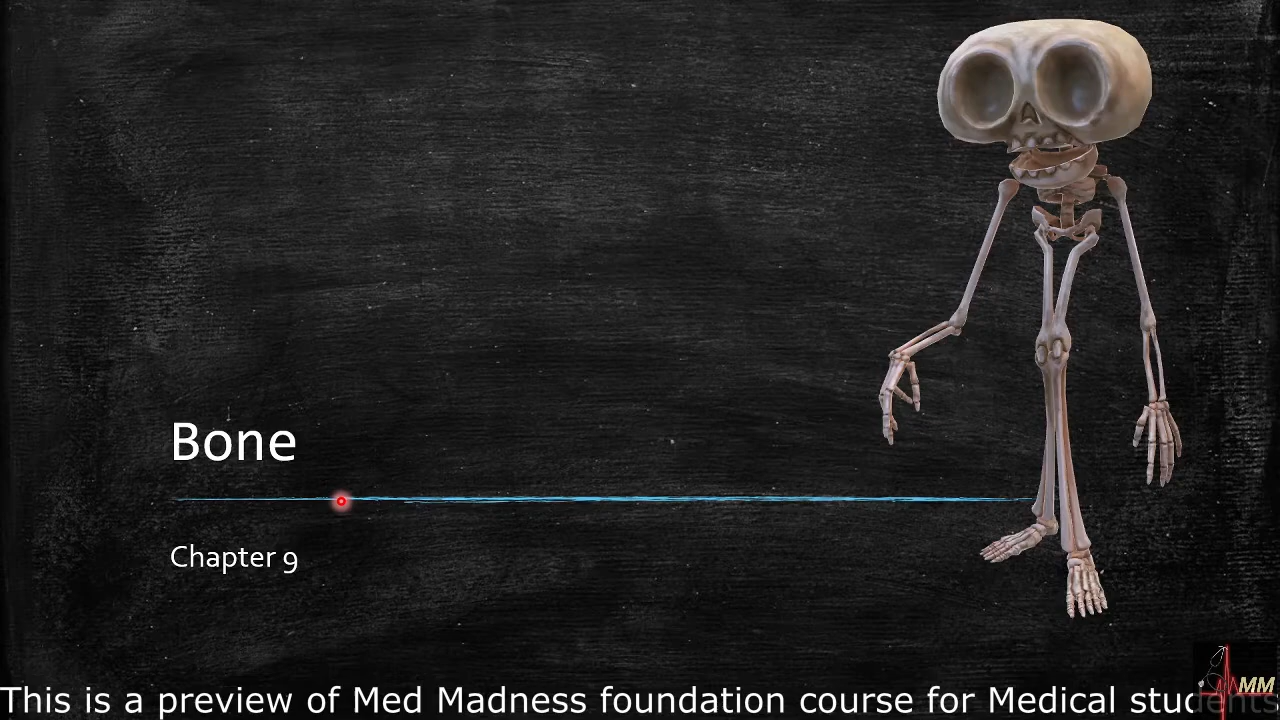 Bone
Chapter 9
This is a preview of Med Madness foundation course for Medical students
MM